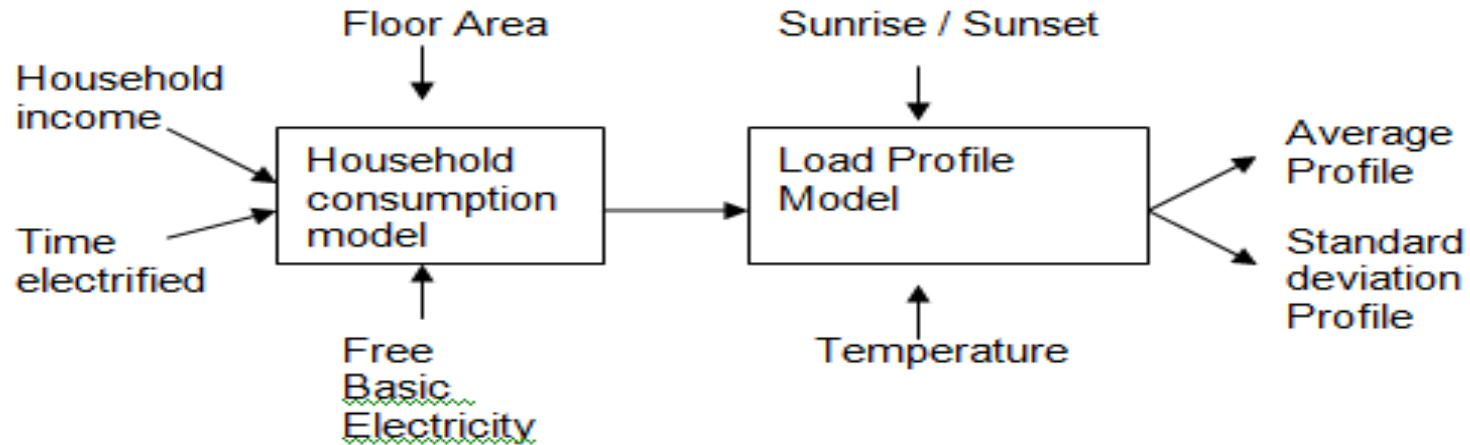 Floor Area
Sunrise / Sunset
Household
income
Household
consumption
model
Load Profile
Model
Average
Profile
Time
electrified
Standard
deviation
Profile
Free
Basic
Electricity
Temperature